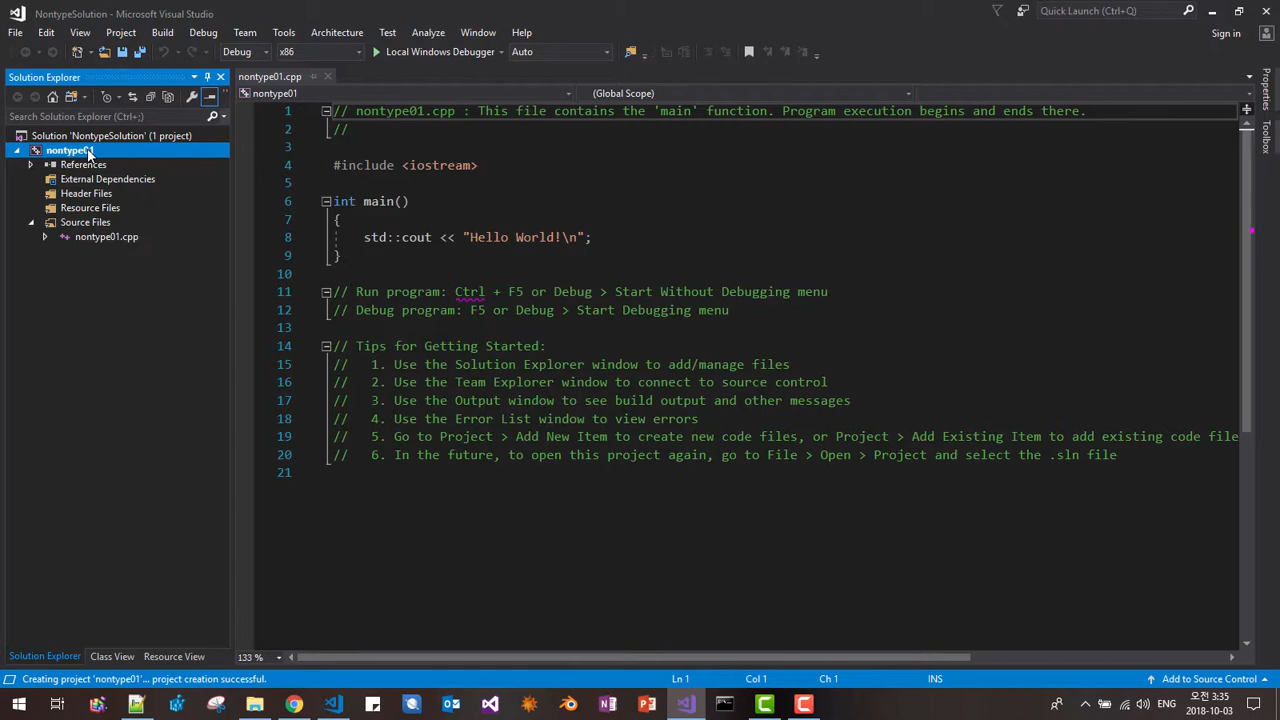 NontypeSolution - Microsoft Visual Studio
Quick Launch (Ctrl+Q)
File Edit View Project Build Debug Team Tools Architecture Test Analyze Window Help
Sign in
Debug x86 Local Windows Debugger Auto
Solution Explorer
Search Solution Explorer (Ctrl+;)
Solution 'NontypeSolution' (1 project)
nontype01
References
External Dependencies
Header Files
Resource Files
Source Files
nontype01.cpp
Solution Explorer Class View Resource View
nontype01.cpp
nontype01 (Global Scope)
1 // nontype01.cpp : This file contains the 'main' function. Program execution begins and ends there.
2 //
3
4 #include <iostream>
5
6 int main()
7 {
8 std::cout << "Hello World!\n";
9 }
10
11 // Run program: Ctrl + F5 or Debug > Start Without Debugging menu
12 // Debug program: F5 or Debug > Start Debugging menu
13
14 // Tips for Getting Started:
15 // 1. Use the Solution Explorer window to add/manage files
16 // 2. Use the Team Explorer window to connect to source control
17 // 3. Use the Output window to see build output and other messages
18 // 4. Use the Error List window to view errors
19 // 5. Go to Project > Add New Item to create new code files, or Project > Add Existing Item to add existing code file
20 // 6. In the future, to open this project again, go to File > Open > Project and select the .sln file
21
133 %
Properties
Toolbox
Creating project 'nontype01'... project creation successful. Ln 1 Col 1 Ch 1 INS Add to Source Control
ENG
오전 3:35
2018-10-03